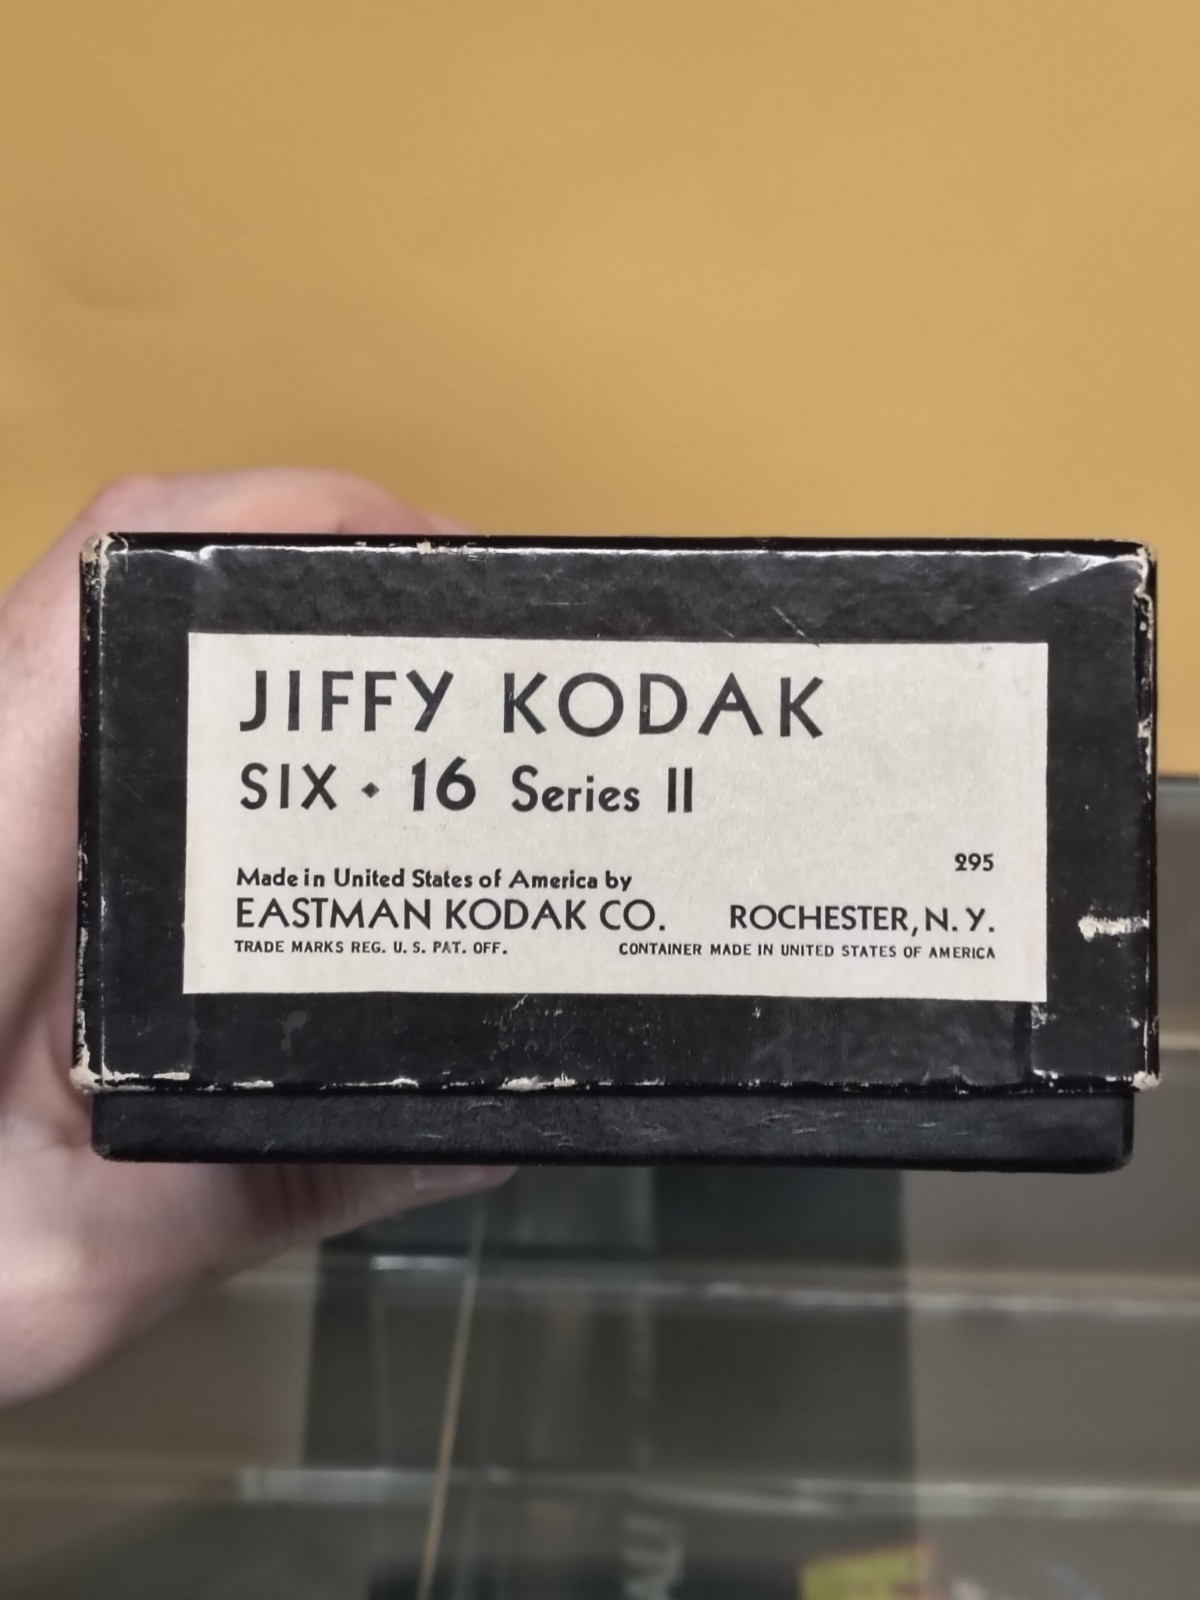 JIFFY KODAK
SIX · 16 Series II
295
Made in United States of America by
EASTMAN KODAK CO. ROCHESTER, N. Y.
TRADE MARKS REG. U. S. PAT. OFF. CONTAINER MADE IN UNITED STATES OF AMERICA